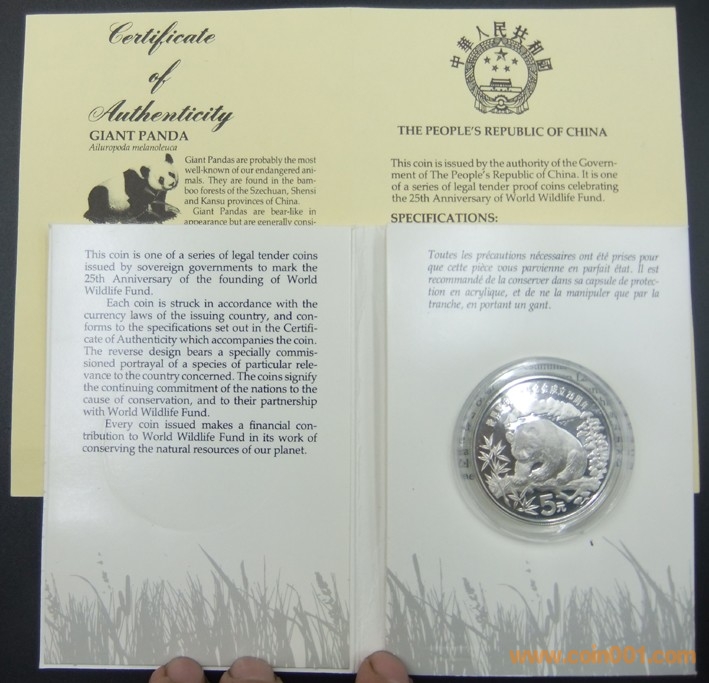 Certificate
of
Authenticity
GIANT PANDA
Ailuropoda melanoleuca
Giant Pandas are probably the most
well-known of our endangered ani-
mals. They are found in the bam-
boo forests of the Szechuan, Shensi
and Kansu provinces of China.
Giant Pandas are bear-like in
appearance but are generally consi-
中華人民共和國
THE PEOPLE'S REPUBLIC OF CHINA
This coin is issued by the authority of the Govern-
ment of The People's Republic of China. It is one
of a series of legal tender proof coins celebrating
the 25th Anniversary of World Wildlife Fund.
SPECIFICATIONS:
This coin is one of a series of legal tender coins
issued by sovereign governments to mark the
25th Anniversary of the founding of World
Wildlife Fund.
Each coin is struck in accordance with the
currency laws of the issuing country, and con-
forms to the specifications set out in the Certifi-
cate of Authenticity which accompanies the coin.
The reverse design bears a specially commis-
sioned portrayal of a species of particular rele-
vance to the country concerned. The coins signify
the continuing commitment of the nations to the
cause of conservation, and to their partnership
with World Wildlife Fund.
Every coin issued makes a financial con-
tribution to World Wildlife Fund in its work of
conserving the natural resources of our planet.
Toutes les précautions nécessaires ont été prises pour
que cette pièce vous parvienne en parfait état. Il est
recommandé de la conserver dans sa capsule de protec-
tion en acrylique, et de ne la manipuler que par la
tranche, en portant un gant.
5元
www.coin001.com